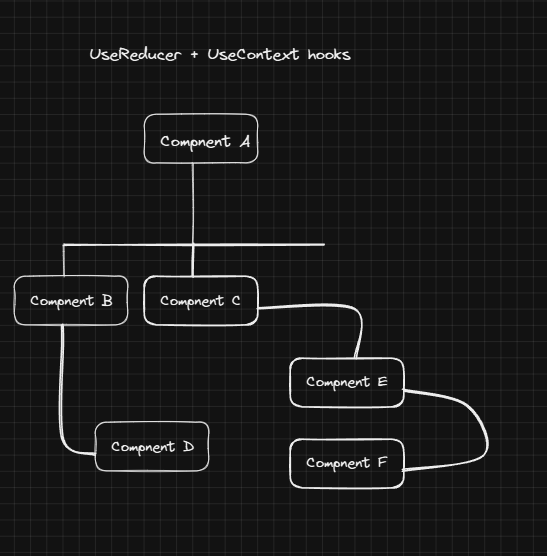 UseReducer + UseContext hooks
Compnent A
Compnent B
Compnent C
Compnent E
Compnent D
Compnent F